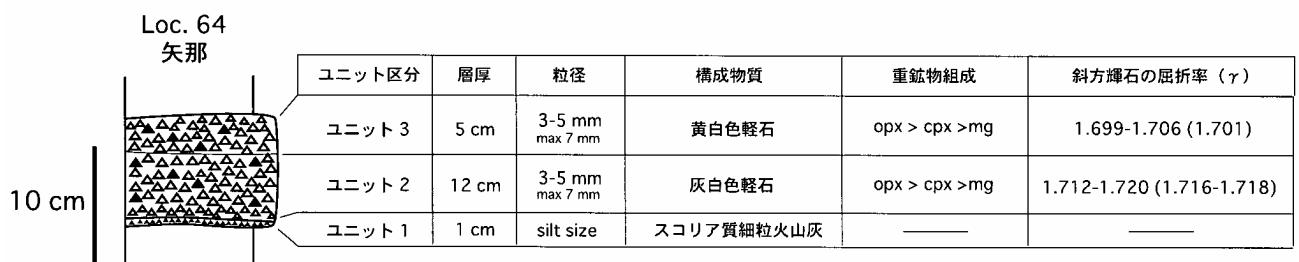 Loc. 64
矢那
ユニット区分 層厚 粒径 構成物質 重鉱物組成 斜方輝石の屈折率（γ）
ユニット 3 5 cm 3-5 mm 黄白色軽石 opx > cpx >mg 1.699-1.706 (1.701)
max 7 mm
ユニット 2 12 cm 3-5 mm 灰白色軽石 opx > cpx >mg 1.712-1.720 (1.716-1.718)
max 7 mm
10 cm
ユニット 1 1 cm silt size スコリア質細粒火山灰 —— ——